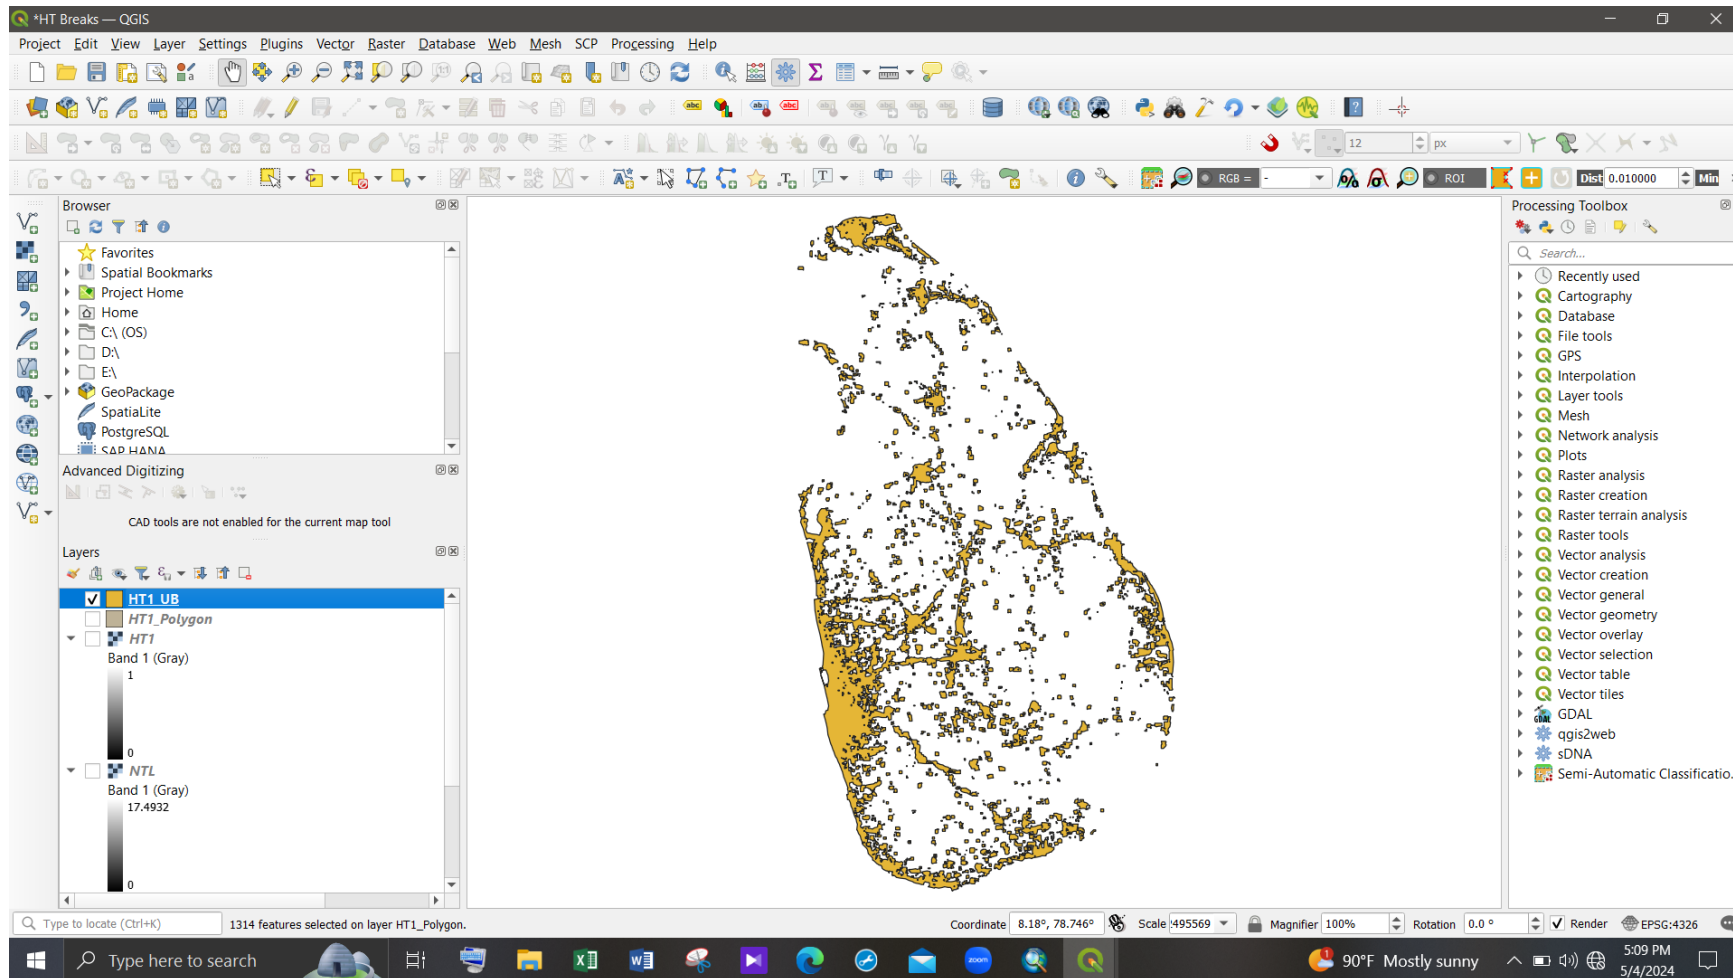 *HT Breaks — QGIS
Project Edit View Layer Settings Plugins Vector Raster Database Web Mesh SCP Processing Help
12 px
RGB = - ROI Dist 0.010000 Min
Browser
Favorites
Spatial Bookmarks
Project Home
Home
C:\ (OS)
D:\
E:\
GeoPackage
SpatiaLite
PostgreSQL
SAP HANA
Advanced Digitizing
CAD tools are not enabled for the current map tool
Layers
HT1_UB
HT1_Polygon
HT1
Band 1 (Gray)
1
0
NTL
Band 1 (Gray)
17.4932
0
Processing Toolbox
Search...
Recently used
Cartography
Database
File tools
GPS
Interpolation
Layer tools
Mesh
Network analysis
Plots
Raster analysis
Raster creation
Raster terrain analysis
Raster tools
Vector analysis
Vector creation
Vector general
Vector geometry
Vector overlay
Vector selection
Vector table
Vector tiles
GDAL
qgis2web
sDNA
Semi-Automatic Classificatio.
Type to locate (Ctrl+K) 1314 features selected on layer HT1_Polygon. Coordinate 8.18°, 78.746° Scale 495569 Magnifier 100% Rotation 0.0 ° Render EPSG:4326
Type here to search 90°F Mostly sunny 5:09 PM
5/4/2024